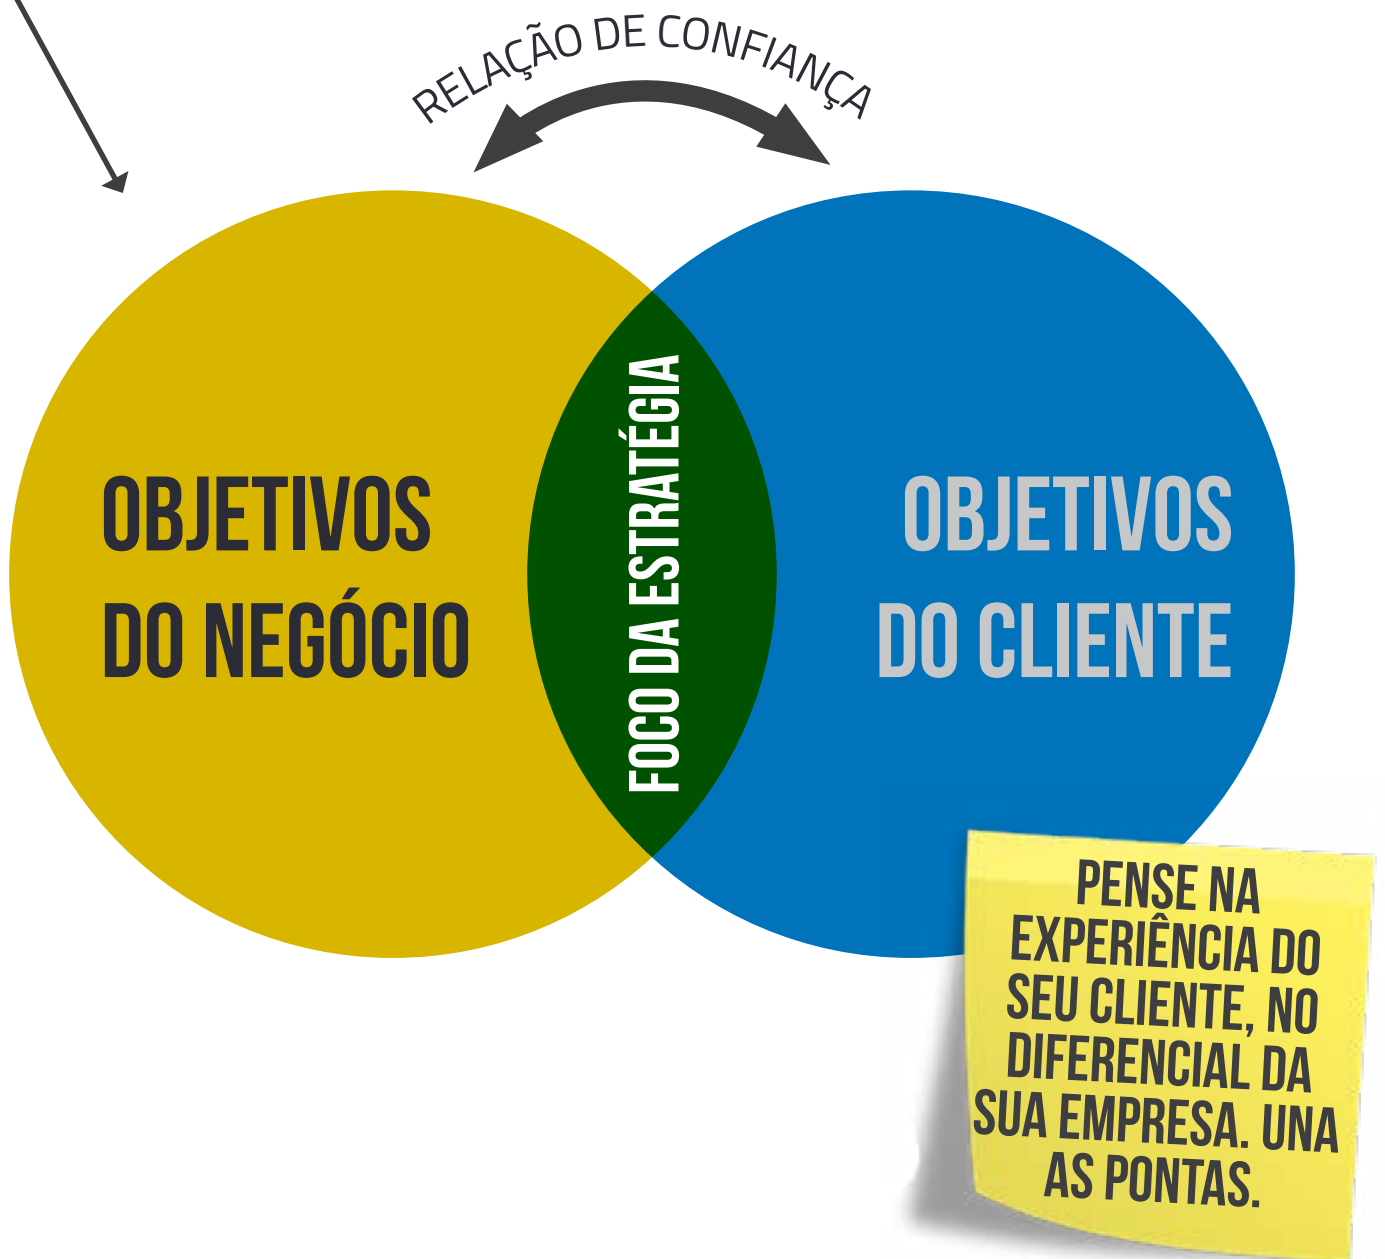 RELAÇÃO DE CONFIANÇA
OBJETIVOS
DO NEGÓCIO
FOCO DA ESTRATÉGIA
OBJETIVOS
DO CLIENTE
PENSE NA
EXPERIÊNCIA DO
SEU CLIENTE, NO
DIFERENCIAL DA
SUA EMPRESA. UNA
AS PONTAS.